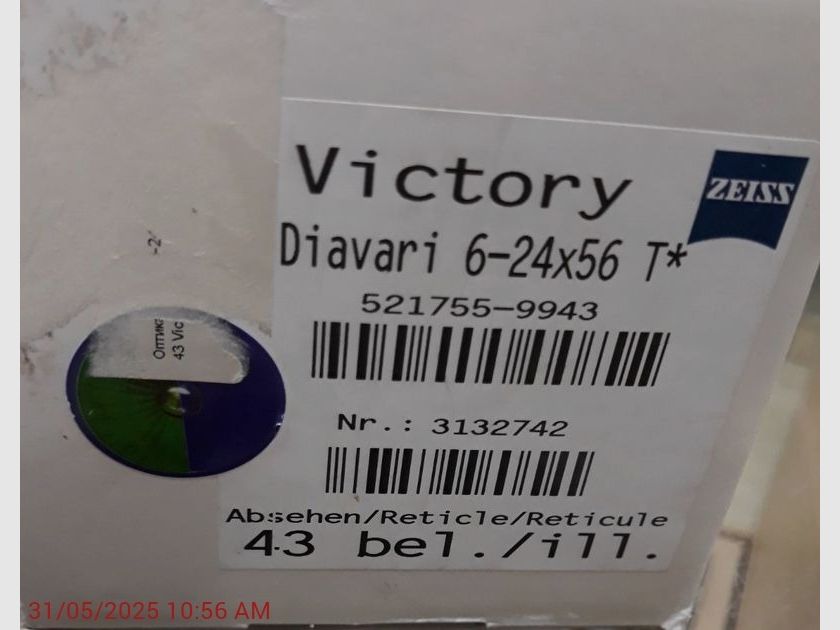 Victory
ZEISS
Diavari 6-24x56 T*
521755-9943
Nr.: 3132742
Absehen/Reticle/Reticule
43 bel./ill.
-2
43 Vic
31/05/2025 10:56 AM